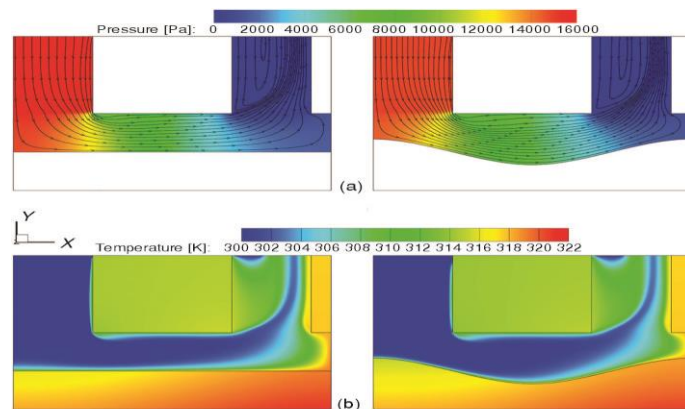 Pressure [Pa]: 0 2000 4000 6000 8000 10000 12000 14000 16000
(a)
Y
X
Temperature [K]: 300 302 304 306 308 310 312 314 316 318 320 322
(b)